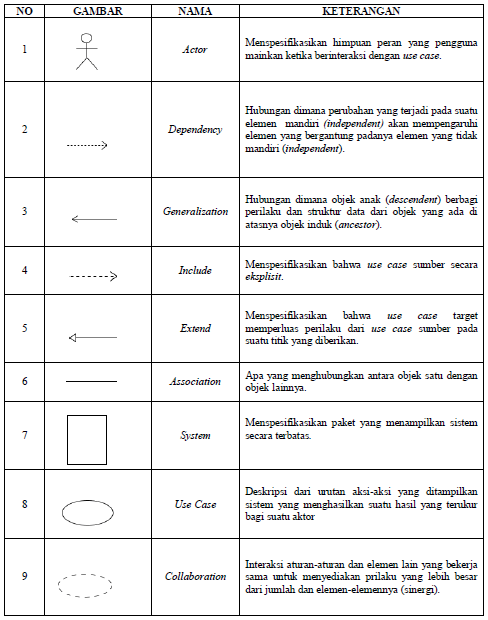 NO GAMBAR NAMA KETERANGAN
1 Actor Menspesifikasikan himpuan peran yang pengguna
mainkan ketika berinteraksi dengan use case.
2 Dependency Hubungan dimana perubahan yang terjadi pada suatu
elemen mandiri (independent) akan mempengaruhi
elemen yang bergantung padanya elemen yang tidak
mandiri (independent).
3 Generalization Hubungan dimana objek anak (descendent) berbagi
perilaku dan struktur data dari objek yang ada di
atasnya objek induk (ancestor).
4 Include Menspesifikasikan bahwa use case sumber secara
eksplisit.
5 Extend Menspesifikasikan bahwa use case target
memperluas perilaku dari use case sumber pada
suatu titik yang diberikan.
6 Association Apa yang menghubungkan antara objek satu dengan
objek lainnya.
7 System Menspesifikasikan paket yang menampilkan sistem
secara terbatas.
8 Use Case Deskripsi dari urutan aksi-aksi yang ditampilkan
sistem yang menghasilkan suatu hasil yang terukur
bagi suatu aktor
9 Collaboration Interaksi aturan-aturan dan elemen lain yang bekerja
sama untuk menyediakan prilaku yang lebih besar
dari jumlah dan elemen-elemennya (sinergi).